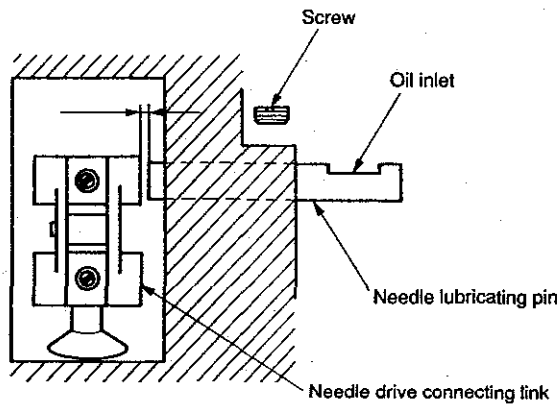 Screw
Oil inlet
Needle lubricating pin
Needle drive connecting link